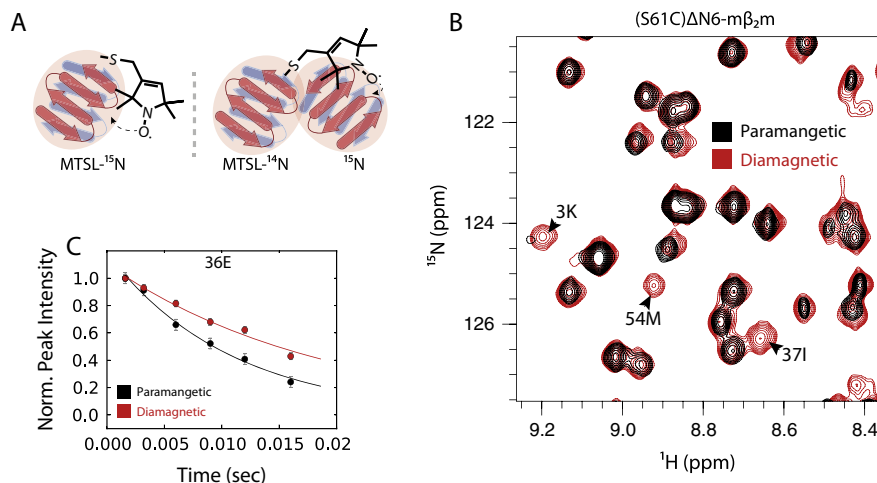 A
S
N
O·
MTSL-¹⁵N
S
N
O·
MTSL-¹⁴N
¹⁵N
B
(S61C)ΔN6-mβ₂m
Paramangetic
Diamagnetic
3K
54M
37I
122
124
126
¹⁵N (ppm)
9.2
9.0
8.8
8.6
8.4
¹H (ppm)
C
36E
1.0
0.8
0.6
0.4
0.2
0.0
Norm. Peak Intensity
Paramangetic
Diamagnetic
0.000
0.005
0.010
0.015
0.02
Time (sec)